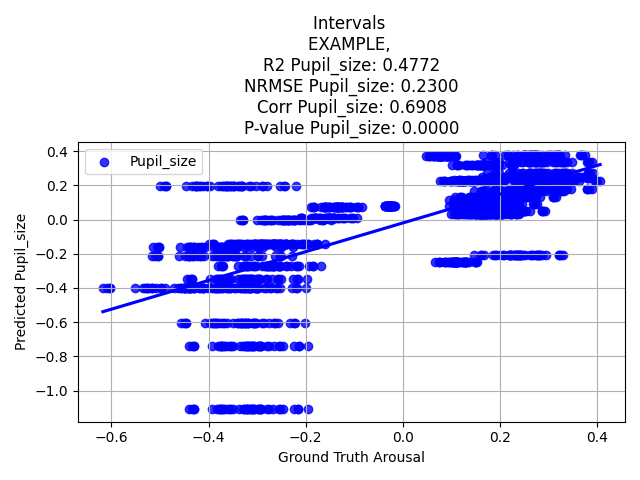 Intervals
EXAMPLE,
R2 Pupil_size: 0.4772
NRMSE Pupil_size: 0.2300
Corr Pupil_size: 0.6908
P-value Pupil_size: 0.0000
Pupil_size
Predicted Pupil_size
0.4
0.2
0.0
−0.2
−0.4
−0.6
−0.8
−1.0
−0.6 −0.4 −0.2 0.0 0.2 0.4
Ground Truth Arousal